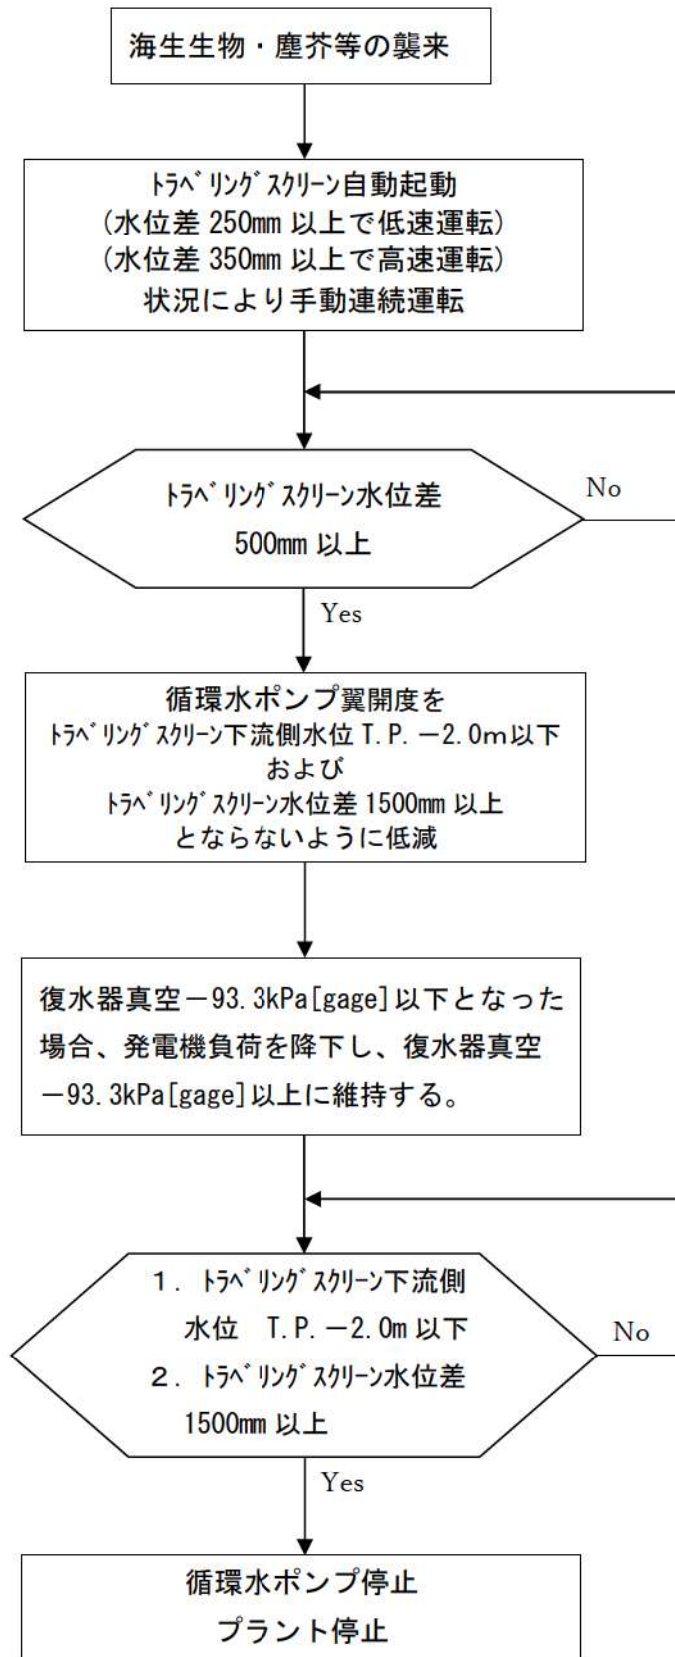 海生生物・塵芥等の襲来
ﾄﾗﾍﾞﾘﾝｸﾞｽｸﾘｰﾝ自動起動
(水位差 250mm 以上で低速運転)
(水位差 350mm 以上で高速運転)
状況により手動連続運転
ﾄﾗﾍﾞﾘﾝｸﾞｽｸﾘｰﾝ水位差
500mm 以上
No
Yes
循環水ポンプ翼開度を
ﾄﾗﾍﾞﾘﾝｸﾞｽｸﾘｰﾝ下流側水位 T.P.－2.0ｍ以下
および
ﾄﾗﾍﾞﾘﾝｸﾞｽｸﾘｰﾝ水位差 1500mm 以上
とならないように低減
復水器真空－93.3kPa[gage]以下となった
場合、発電機負荷を降下し、復水器真空
－93.3kPa[gage]以上に維持する。
１．ﾄﾗﾍﾞﾘﾝｸﾞｽｸﾘｰﾝ下流側
水位　T.P.－2.0m 以下
２．ﾄﾗﾍﾞﾘﾝｸﾞｽｸﾘｰﾝ水位差
1500mm 以上
No
Yes
循環水ポンプ停止
プラント停止